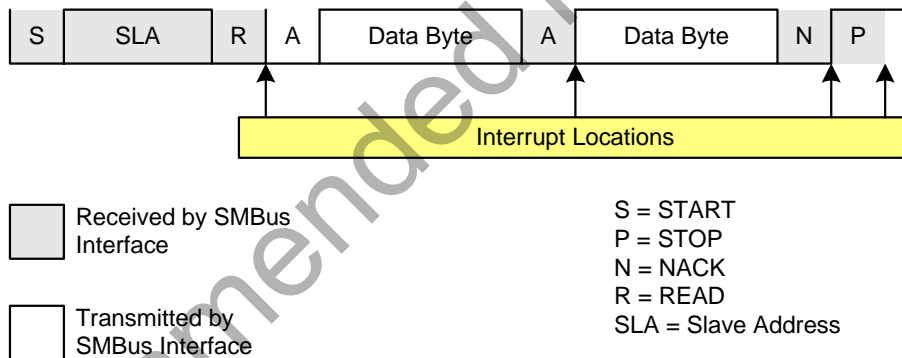 S SLA R A Data Byte A Data Byte N P
Interrupt Locations
Received by SMBus
Interface
S = START
P = STOP
N = NACK
R = READ
SLA = Slave Address
Transmitted by
SMBus Interface